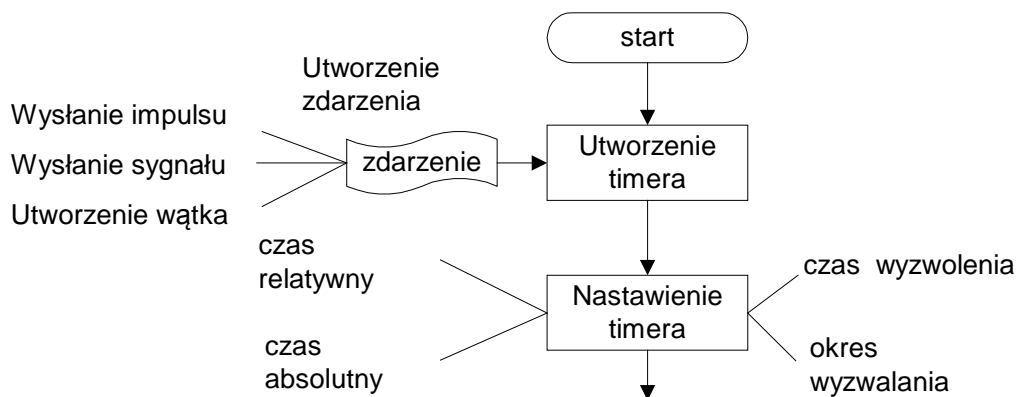 start
Utworzenie
zdarzenia
Wysłanie impulsu
Wysłanie sygnału
Utworzenie wątka
zdarzenie
Utworzenie
timera
czas
relatywny
czas
absolutny
Nastawienie
timera
czas wyzwolenia
okres
wyzwalania